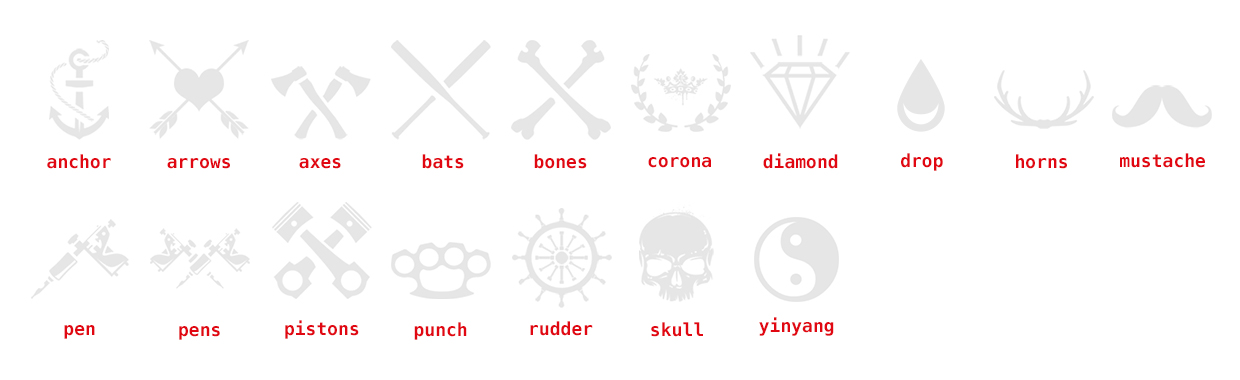 anchor arrows axes bats bones corona diamond drop horns mustache
pen pens pistons punch rudder skull yinyang